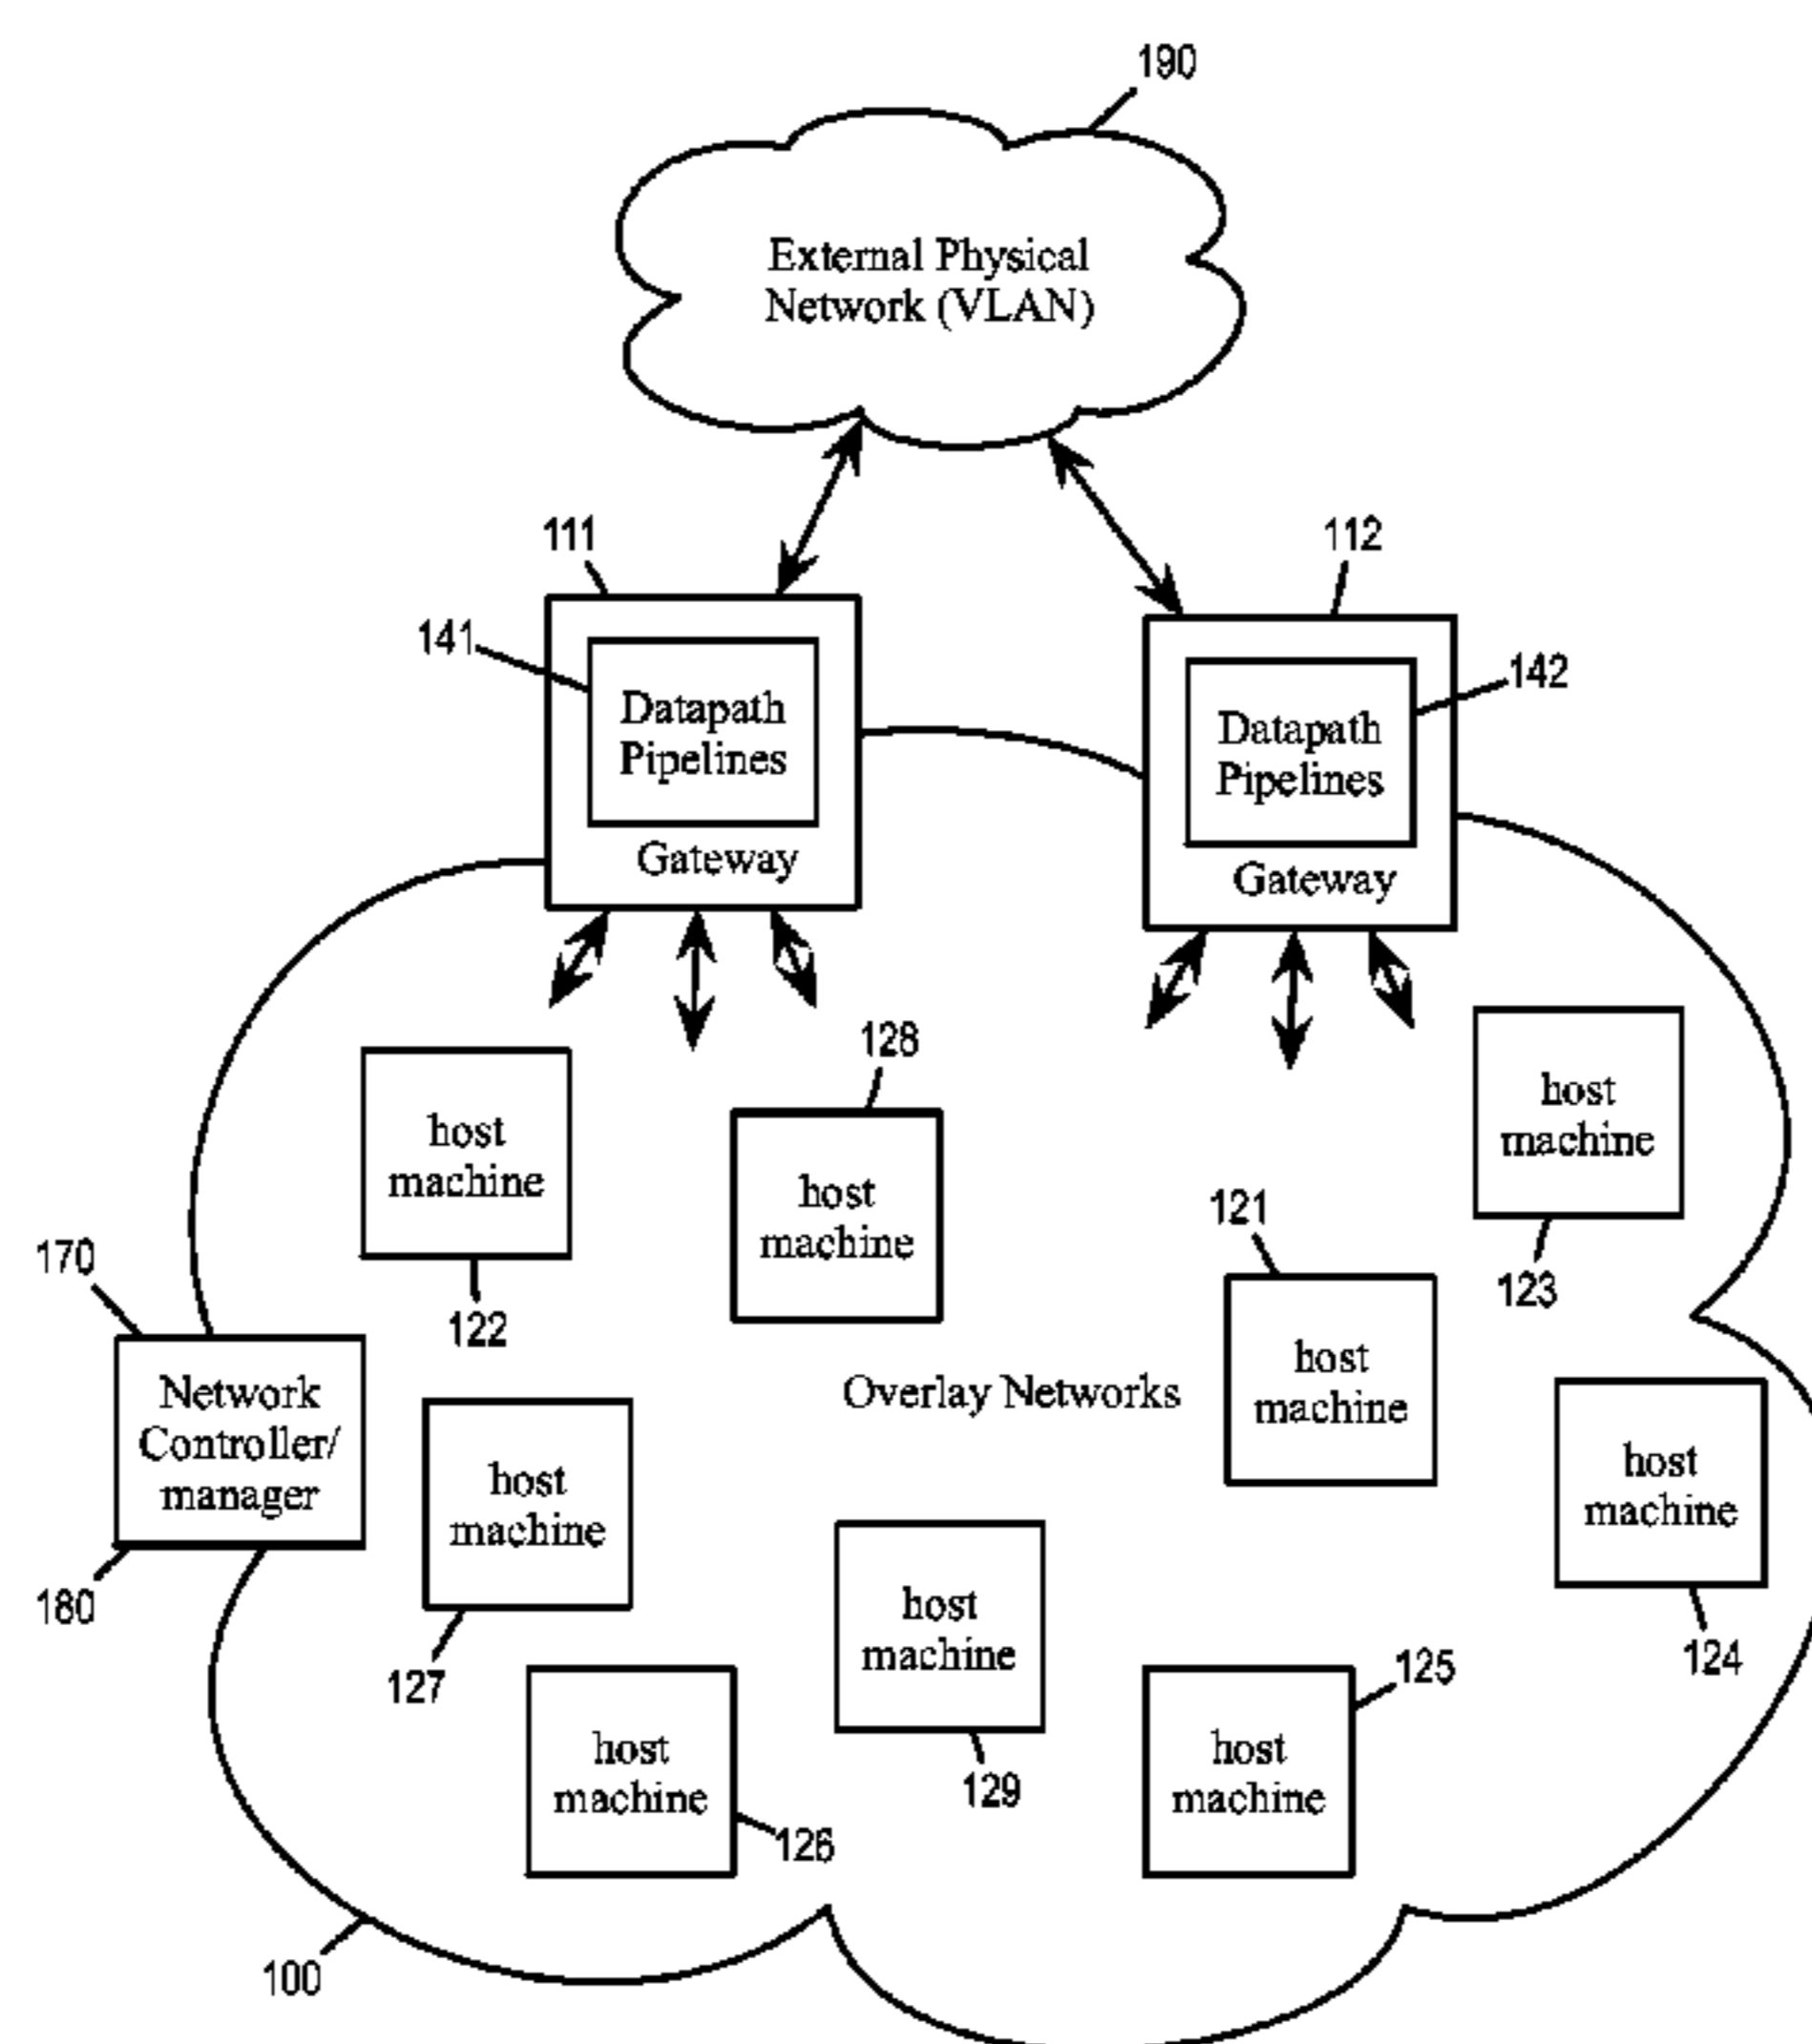 190
External Physical
Network (VLAN)
111
112
141
142
Datapath
Pipelines
Gateway
Datapath
Pipelines
Gateway
128
host
machine
122
host
machine
host
machine
123
121
host
machine
170
Network
Controller/
manager
180
Overlay Networks
host
machine
127
host
machine
124
host
machine
129
host
machine
126
host
machine
125
100